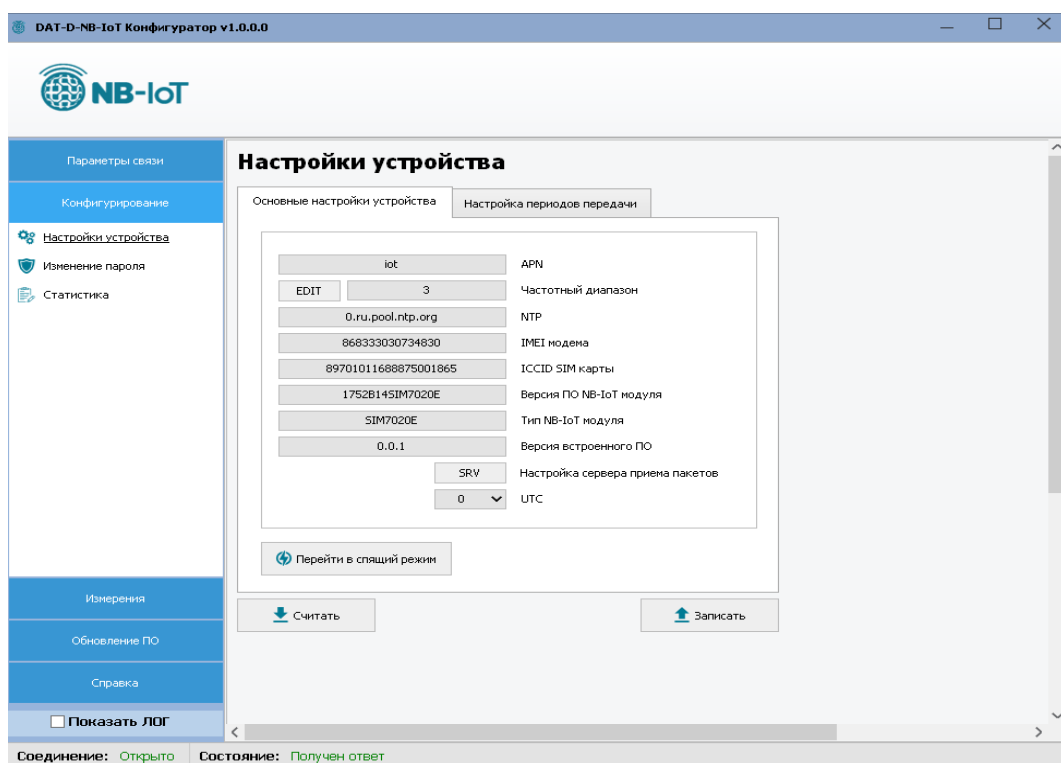 DAT-D-NB-IoT Конфигуратор v1.0.0.0
NB-IoT
Параметры связи
Конфигурирование
Настройки устройства
Изменение пароля
Статистика
Измерения
Обновление ПО
Справка
Показать ЛОГ
Настройки устройства
Основные настройки устройства
Настройка периодов передачи
iot APN
EDIT 3 Частотный диапазон
0.ru.pool.ntp.org NTP
868333030734830 IMEI модема
89701011688875001865 ICCID SIM карты
1752B14SIM7020E Версия ПО NB-IoT модуля
SIM7020E Тип NB-IoT модуля
0.0.1 Версия встроенного ПО
SRV Настройка сервера приема пакетов
0 UTC
Перейти в спящий режим
Считать Записать
Соединение: Открыто Состояние: Получен ответ